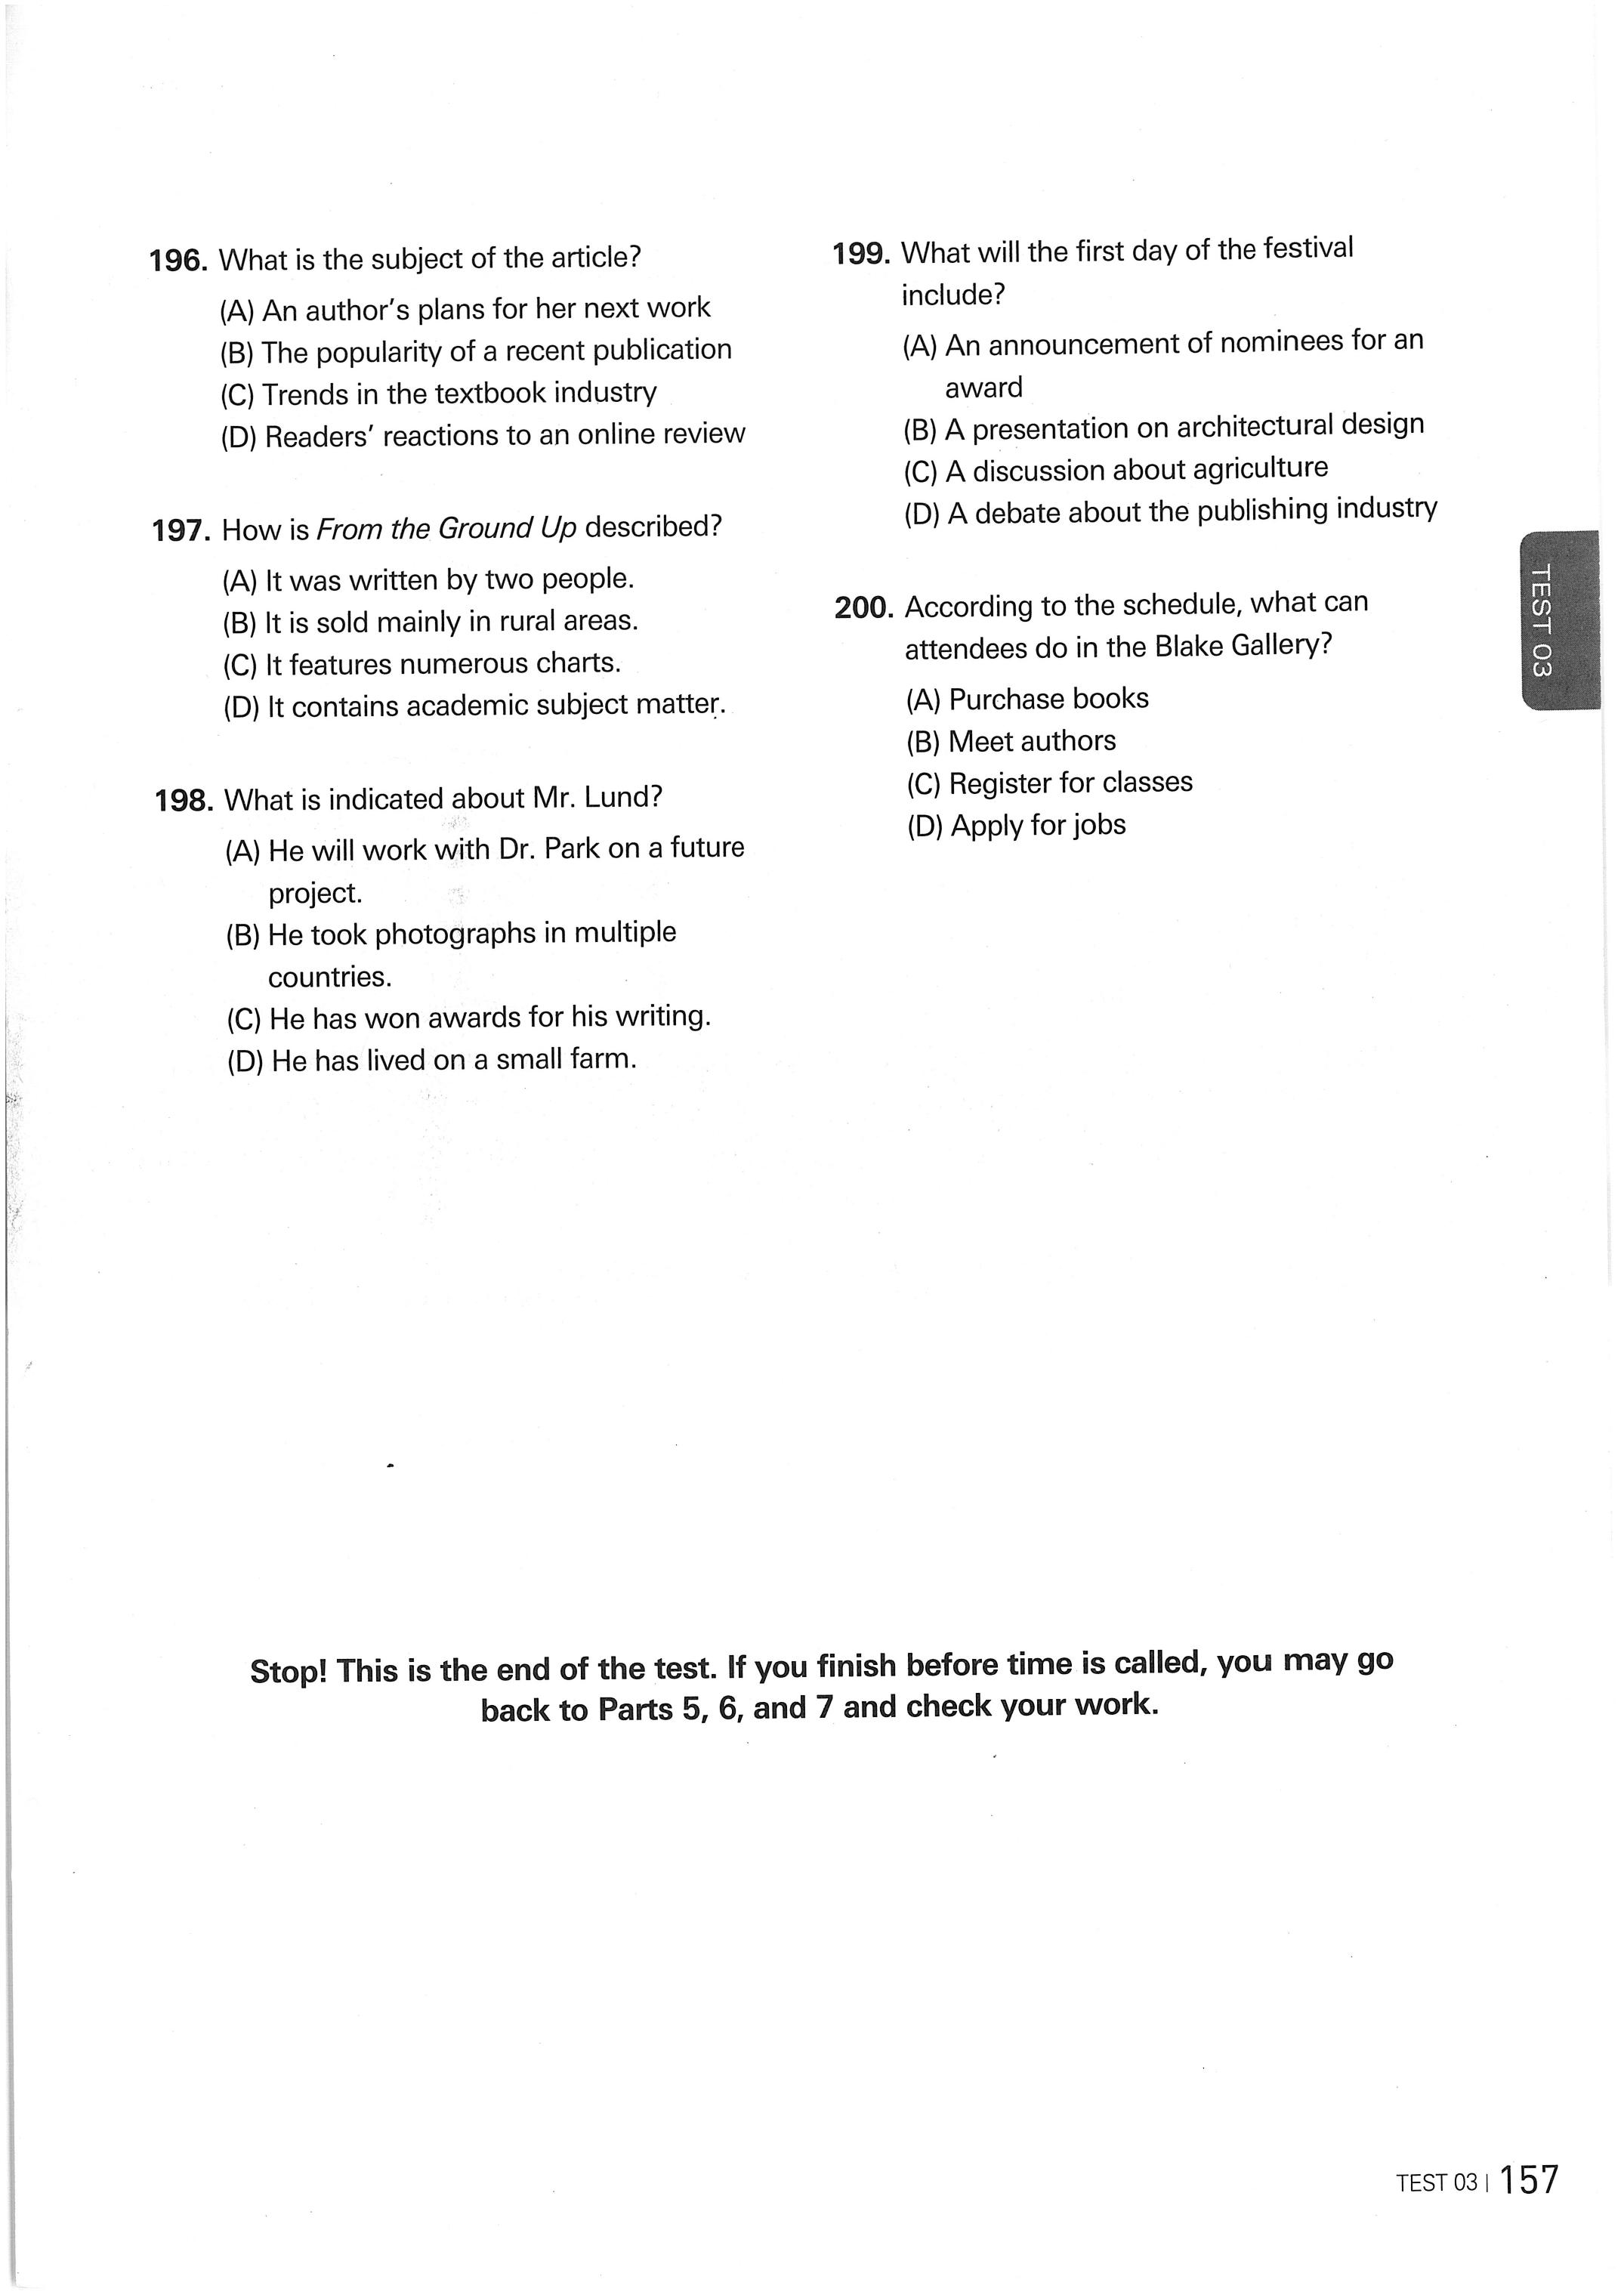 196. What is the subject of the article?
(A) An author's plans for her next work
(B) The popularity of a recent publication
(C) Trends in the textbook industry
(D) Readers' reactions to an online review
197. How is From the Ground Up described?
(A) It was written by two people.
(B) It is sold mainly in rural areas.
(C) It features numerous charts.
(D) It contains academic subject matter.
198. What is indicated about Mr. Lund?
(A) He will work with Dr. Park on a future
project.
(B) He took photographs in multiple
countries.
(C) He has won awards for his writing.
(D) He has lived on a small farm.
199. What will the first day of the festival
include?
(A) An announcement of nominees for an
award
(B) A presentation on architectural design
(C) A discussion about agriculture
(D) A debate about the publishing industry
200. According to the schedule, what can
attendees do in the Blake Gallery?
(A) Purchase books
(B) Meet authors
(C) Register for classes
(D) Apply for jobs
TEST 03
Stop! This is the end of the test. If you finish before time is called, you may go
back to Parts 5, 6, and 7 and check your work.
TEST 03 | 157